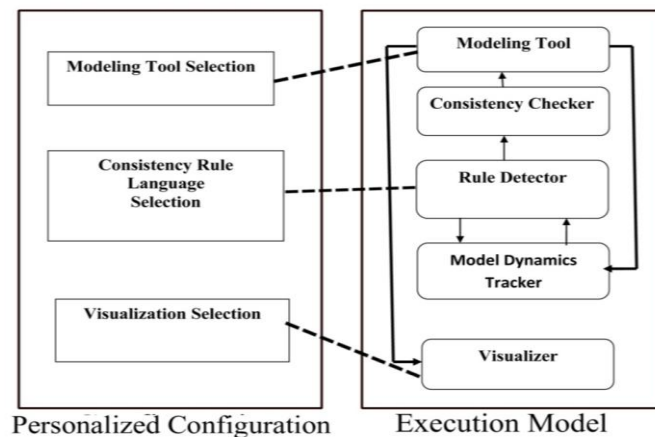 Modeling Tool Selection
Consistency Rule
Language
Selection
Visualization Selection
Personalized Configuration
Modeling Tool
Consistency Checker
Rule Detector
Model Dynamics
Tracker
Visualizer
Execution Model